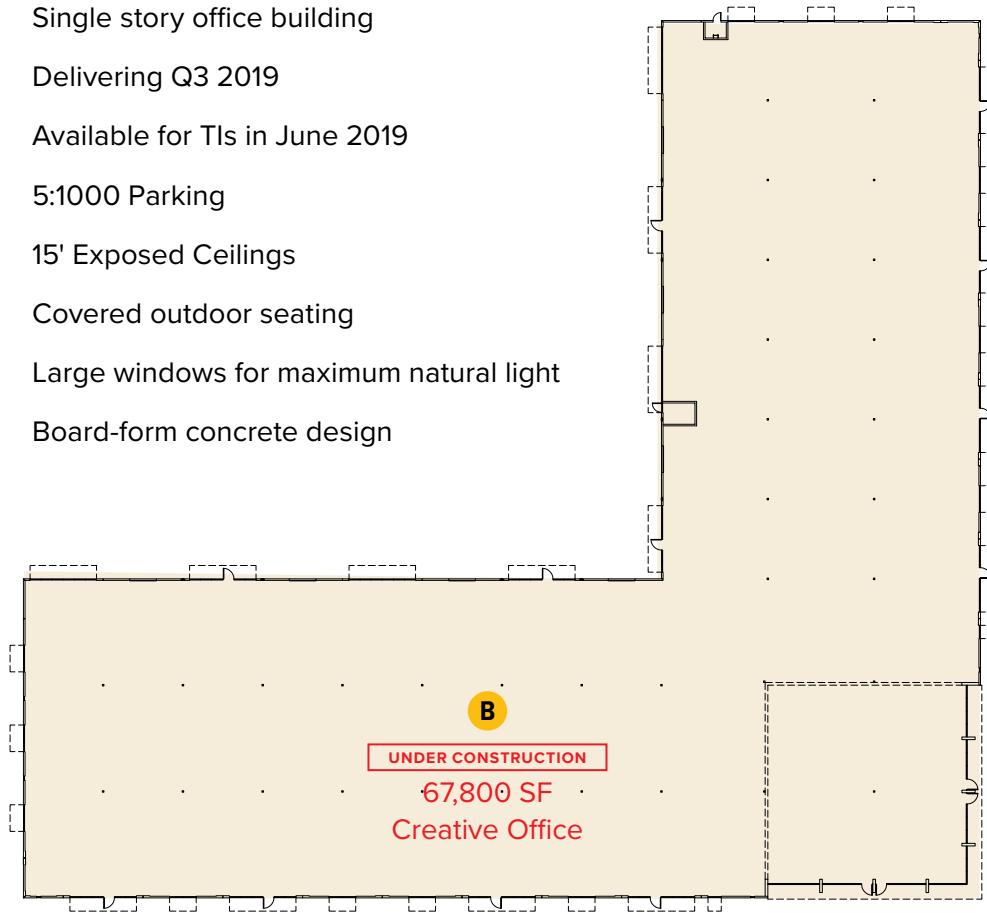 Single story office building
Delivering Q3 2019
Available for TIs in June 2019
5:1000 Parking
15' Exposed Ceilings
Covered outdoor seating
Large windows for maximum natural light
Board-form concrete design
B
UNDER CONSTRUCTION
67,800 SF
Creative Office